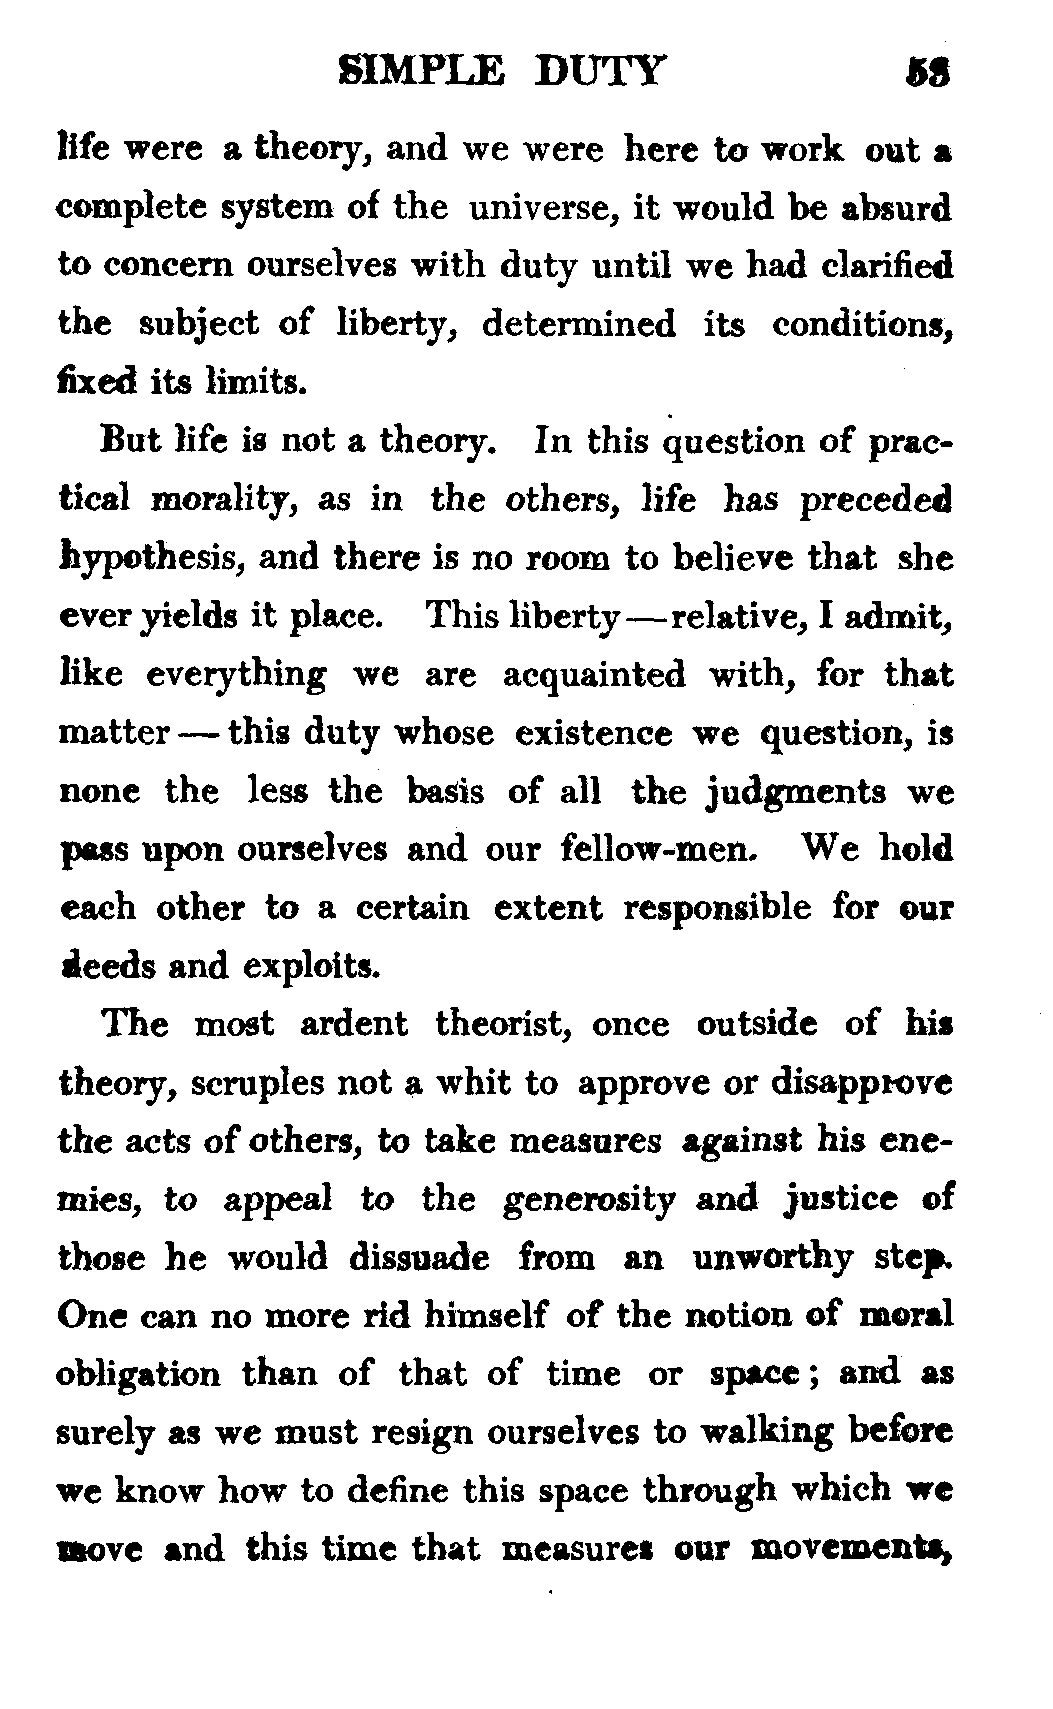 SIMPLE DUTY 53
life were a theory, and we were here to work out a
complete system of the universe, it would be absurd
to concern ourselves with duty until we had clarified
the subject of liberty, determined its conditions,
fixed its limits.
But life is not a theory. In this question of prac-
tical morality, as in the others, life has preceded
hypothesis, and there is no room to believe that she
ever yields it place. This liberty—relative, I admit,
like everything we are acquainted with, for that
matter — this duty whose existence we question, is
none the less the basis of all the judgments we
pass upon ourselves and our fellow-men. We hold
each other to a certain extent responsible for our
deeds and exploits.
The most ardent theorist, once outside of his
theory, scruples not a whit to approve or disapprove
the acts of others, to take measures against his ene-
mies, to appeal to the generosity and justice of
those he would dissuade from an unworthy step.
One can no more rid himself of the notion of moral
obligation than of that of time or space; and as
surely as we must resign ourselves to walking before
we know how to define this space through which we
move and this time that measures our movements,